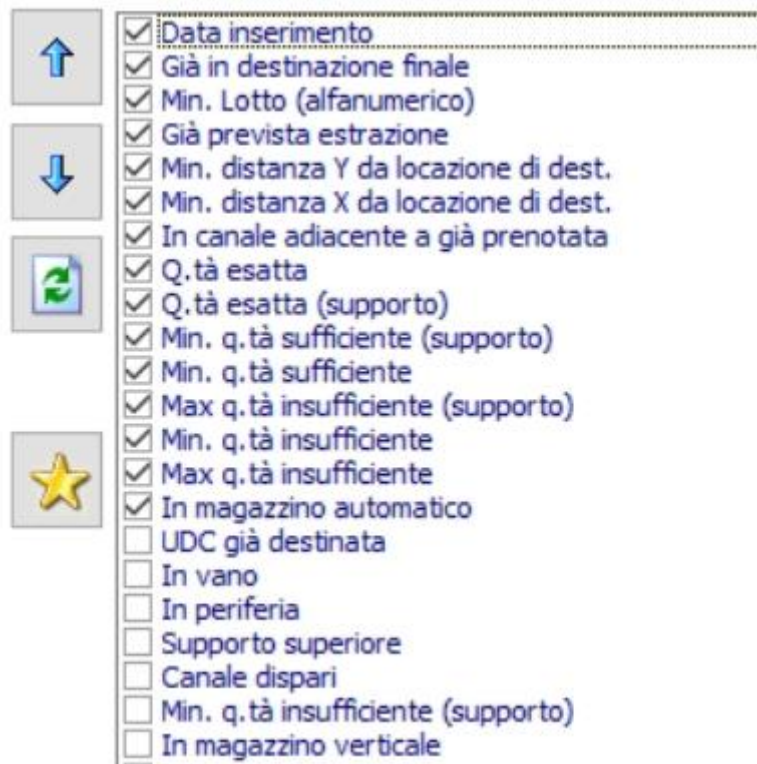 Data inserimento
Già in destinazione finale
Min. Lotto (alfanumerico)
Già prevista estrazione
Min. distanza Y da locazione di dest.
Min. distanza X da locazione di dest.
In canale adiacente a già prenotata
Q.tà esatta
Q.tà esatta (supporto)
Min. q.tà sufficiente (supporto)
Min. q.tà sufficiente
Max q.tà insufficiente (supporto)
Min. q.tà insufficiente
Max q.tà insufficiente
In magazzino automatico
UDC già destinata
In vano
In periferia
Supporto superiore
Canale dispari
Min. q.tà insufficiente (supporto)
In magazzino verticale